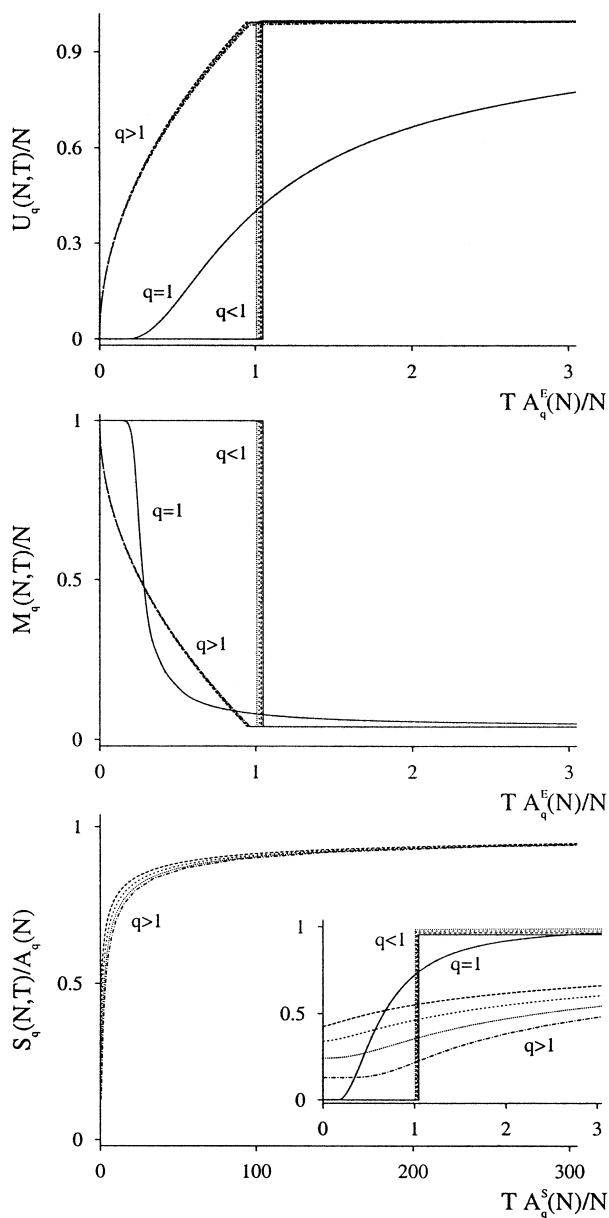 0.9
0.6
0.3
0
U_q(N,T)/N
q>1
q=1
q<1
0 1 2 3
T A_q^E(N)/N
1
0.5
0
M_q(N,T)/N
q<1
q=1
q>1
0 1 2 3
T A_q^E(N)/N
1
0.5
0
S_q(N,T)/A_q(N)
q>1
1
0.5
0
q<1
q=1
q>1
0 1 2 3
0 100 200 300
T A_q^S(N)/N